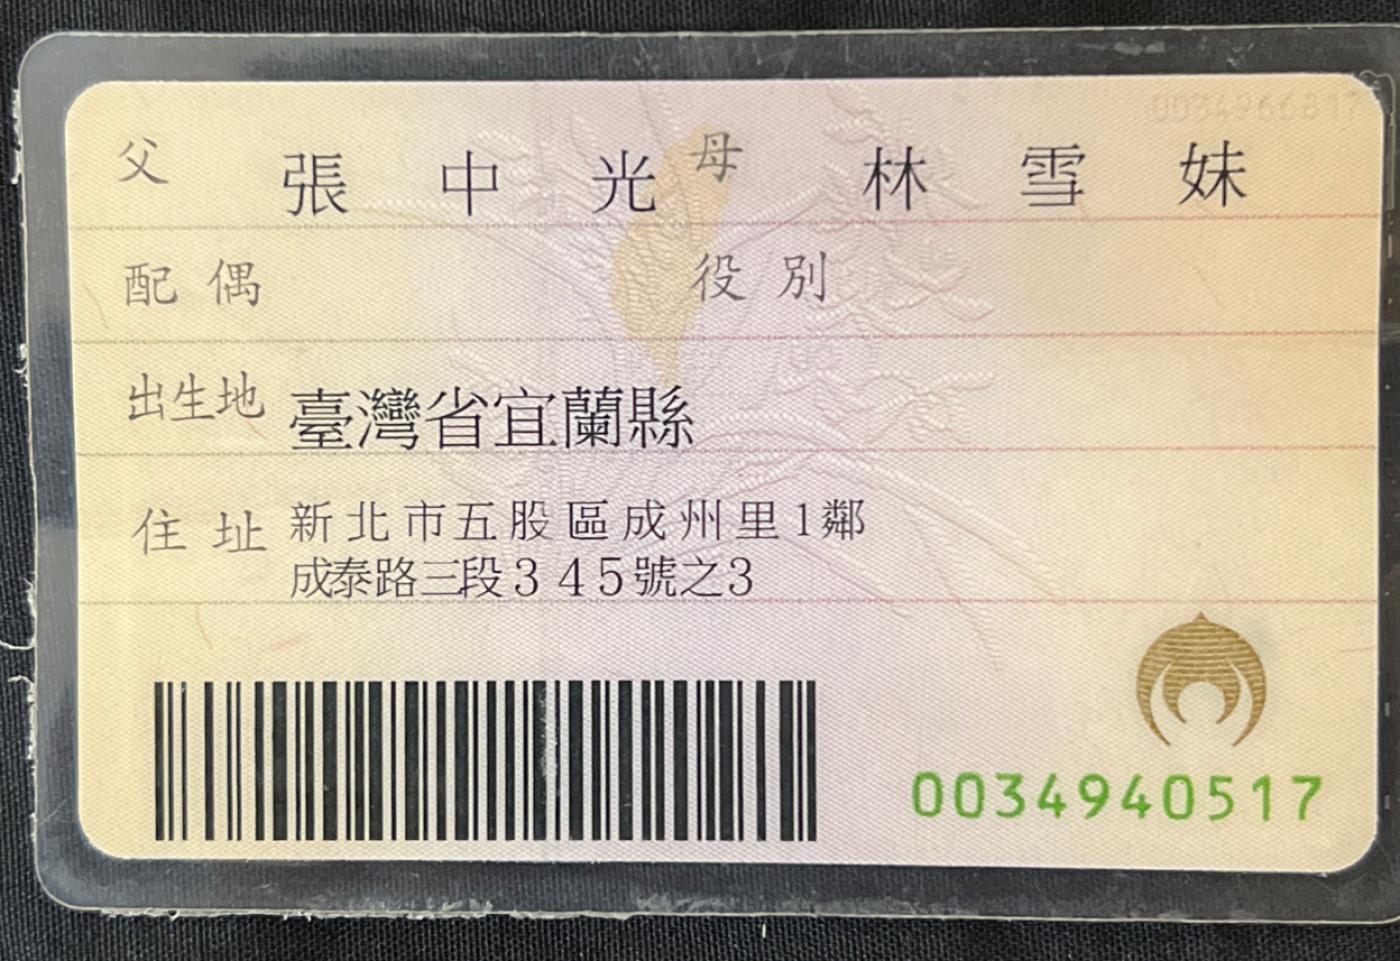 父 張中光 母 林雪妹
配偶 役別
出生地 臺灣省宜蘭縣
住址 新北市五股區成州里1鄰
成泰路三段345號之3
0034940517